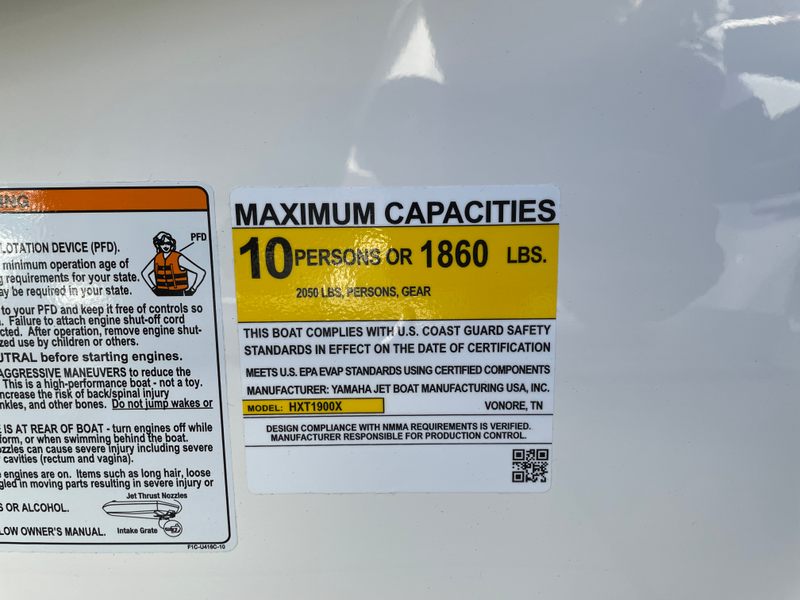 NING
LOTATION DEVICE (PFD).
minimum operation age of
g requirements for your state.
ay be required in your state.
PFD
to your PFD and keep it free of controls so
. Failure to attach engine shut-off cord
cted. After operation, remove engine shut-
zed use by children or others.
UTRAL before starting engines.
AGGRESSIVE MANEUVERS to reduce the
This is a high-performance boat - not a toy.
ncrease the risk of back/spinal injury
nkles, and other bones. Do not jump wakes or
E IS AT REAR OF BOAT - turn engines off while
form, or when swimming behind the boat.
ozzles can cause severe injury including severe
cavities (rectum and vagina).
e engines are on. Items such as long hair, loose
gled in moving parts resulting in severe injury or
S OR ALCOHOL.
Jet Thrust Nozzles
LOW OWNER'S MANUAL.
Intake Grate
F1C-U416C-10
MAXIMUM CAPACITIES
10 PERSONS OR 1860 LBS.
2050 LBS, PERSONS, GEAR
THIS BOAT COMPLIES WITH U.S. COAST GUARD SAFETY
STANDARDS IN EFFECT ON THE DATE OF CERTIFICATION
MEETS U.S. EPA EVAP STANDARDS USING CERTIFIED COMPONENTS
MANUFACTURER: YAMAHA JET BOAT MANUFACTURING USA, INC.
MODEL: HXT1900X VONORE, TN
DESIGN COMPLIANCE WITH NMMA REQUIREMENTS IS VERIFIED.
MANUFACTURER RESPONSIBLE FOR PRODUCTION CONTROL.